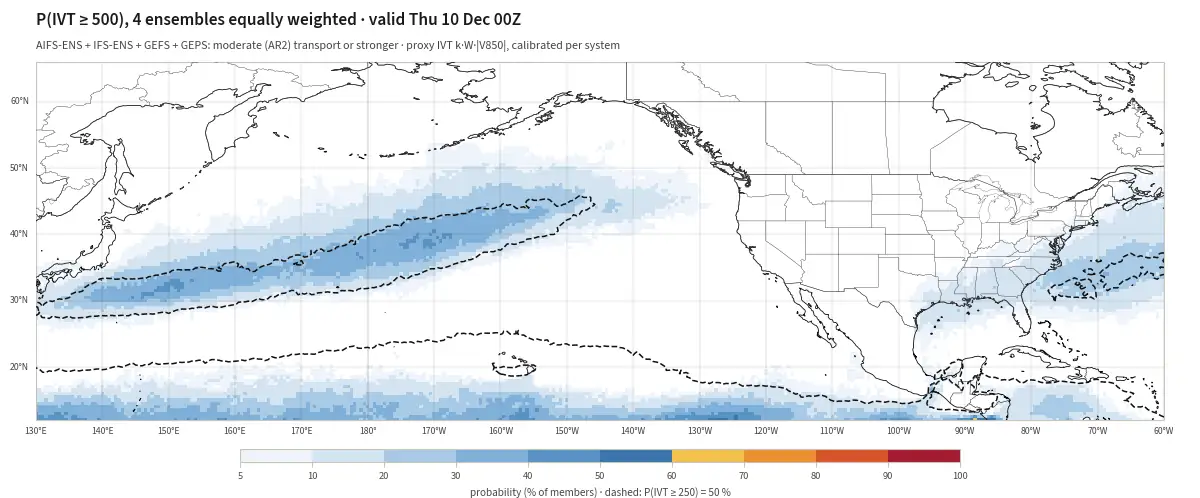 P(IVT ≥ 500), 4 ensembles equally weighted · valid Thu 10 Dec 00Z
AIFS-ENS + IFS-ENS + GEFS + GEPS: moderate (AR2) transport or stronger · proxy IVT k·W·|V850|, calibrated per system
60°N
50°N
40°N
30°N
20°N
130°E 140°E 150°E 160°E 170°E 180° 170°W 160°W 150°W 140°W 130°W 120°W 110°W 100°W 90°W 80°W 70°W 60°W
5 10 20 30 40 50 60 70 80 90 100
probability (% of members) · dashed: P(IVT ≥ 250) = 50 %